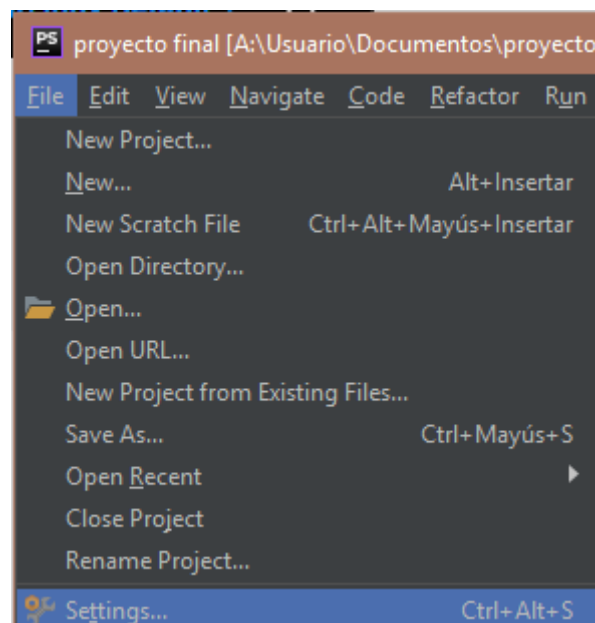 PS proyecto final [A:\Usuario\Documentos\proyecto
File Edit View Navigate Code Refactor Run
New Project...
New... Alt+Insertar
New Scratch File Ctrl+Alt+Mayús+Insertar
Open Directory...
Open...
Open URL...
New Project from Existing Files...
Save As... Ctrl+Mayús+S
Open Recent
Close Project
Rename Project...
Settings... Ctrl+Alt+S